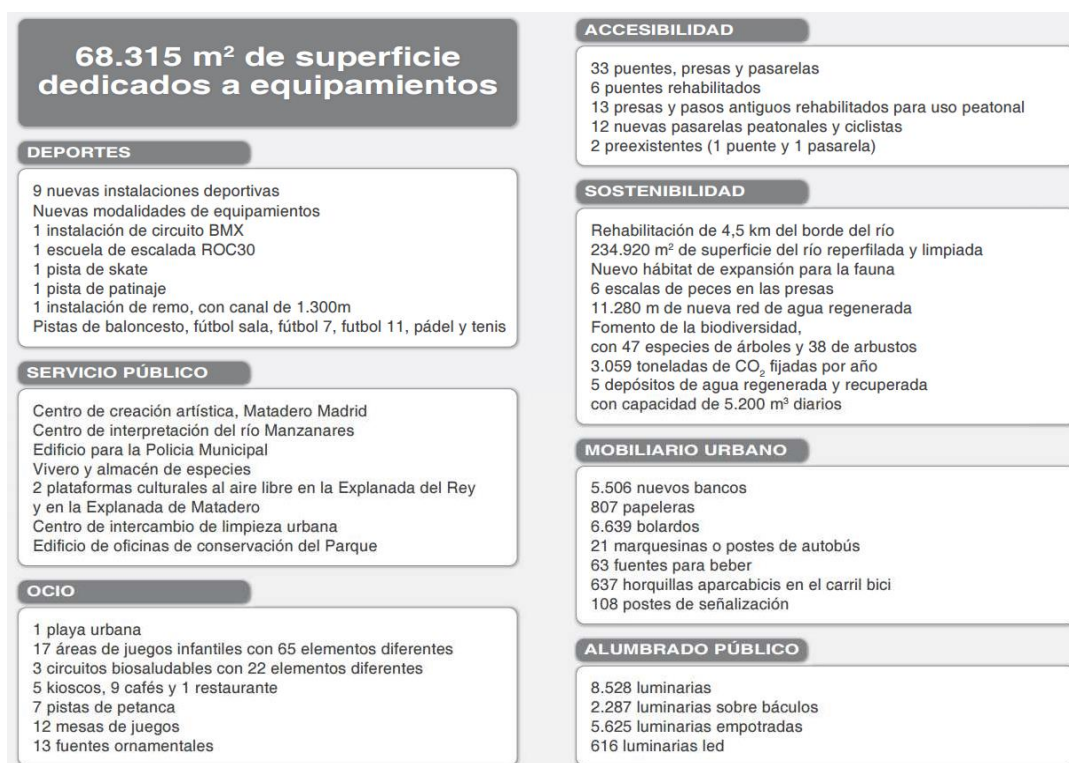 68.315 m² de superficie
dedicados a equipamientos
DEPORTES
9 nuevas instalaciones deportivas
Nuevas modalidades de equipamientos
1 instalación de circuito BMX
1 escuela de escalada ROC30
1 pista de skate
1 pista de patinaje
1 instalación de remo, con canal de 1.300m
Pistas de baloncesto, fútbol sala, fútbol 7, futbol 11, pádel y tenis
SERVICIO PÚBLICO
Centro de creación artística, Matadero Madrid
Centro de interpretación del río Manzanares
Edificio para la Policia Municipal
Vivero y almacén de especies
2 plataformas culturales al aire libre en la Explanada del Rey
y en la Explanada de Matadero
Centro de intercambio de limpieza urbana
Edificio de oficinas de conservación del Parque
OCIO
1 playa urbana
17 áreas de juegos infantiles con 65 elementos diferentes
3 circuitos biosaludables con 22 elementos diferentes
5 kioscos, 9 cafés y 1 restaurante
7 pistas de petanca
12 mesas de juegos
13 fuentes ornamentales
ACCESIBILIDAD
33 puentes, presas y pasarelas
6 puentes rehabilitados
13 presas y pasos antiguos rehabilitados para uso peatonal
12 nuevas pasarelas peatonales y ciclistas
2 preexistentes (1 puente y 1 pasarela)
SOSTENIBILIDAD
Rehabilitación de 4,5 km del borde del río
234.920 m² de superficie del río reperfilada y limpiada
Nuevo hábitat de expansión para la fauna
6 escalas de peces en las presas
11.280 m de nueva red de agua regenerada
Fomento de la biodiversidad,
con 47 especies de árboles y 38 de arbustos
3.059 toneladas de CO₂ fijadas por año
5 depósitos de agua regenerada y recuperada
con capacidad de 5.200 m³ diarios
MOBILIARIO URBANO
5.506 nuevos bancos
807 papeleras
6.639 bolardos
21 marquesinas o postes de autobús
63 fuentes para beber
637 horquillas aparcabicis en el carril bici
108 postes de señalización
ALUMBRADO PÚBLICO
8.528 luminarias
2.287 luminarias sobre báculos
5.625 luminarias empotradas
616 luminarias led